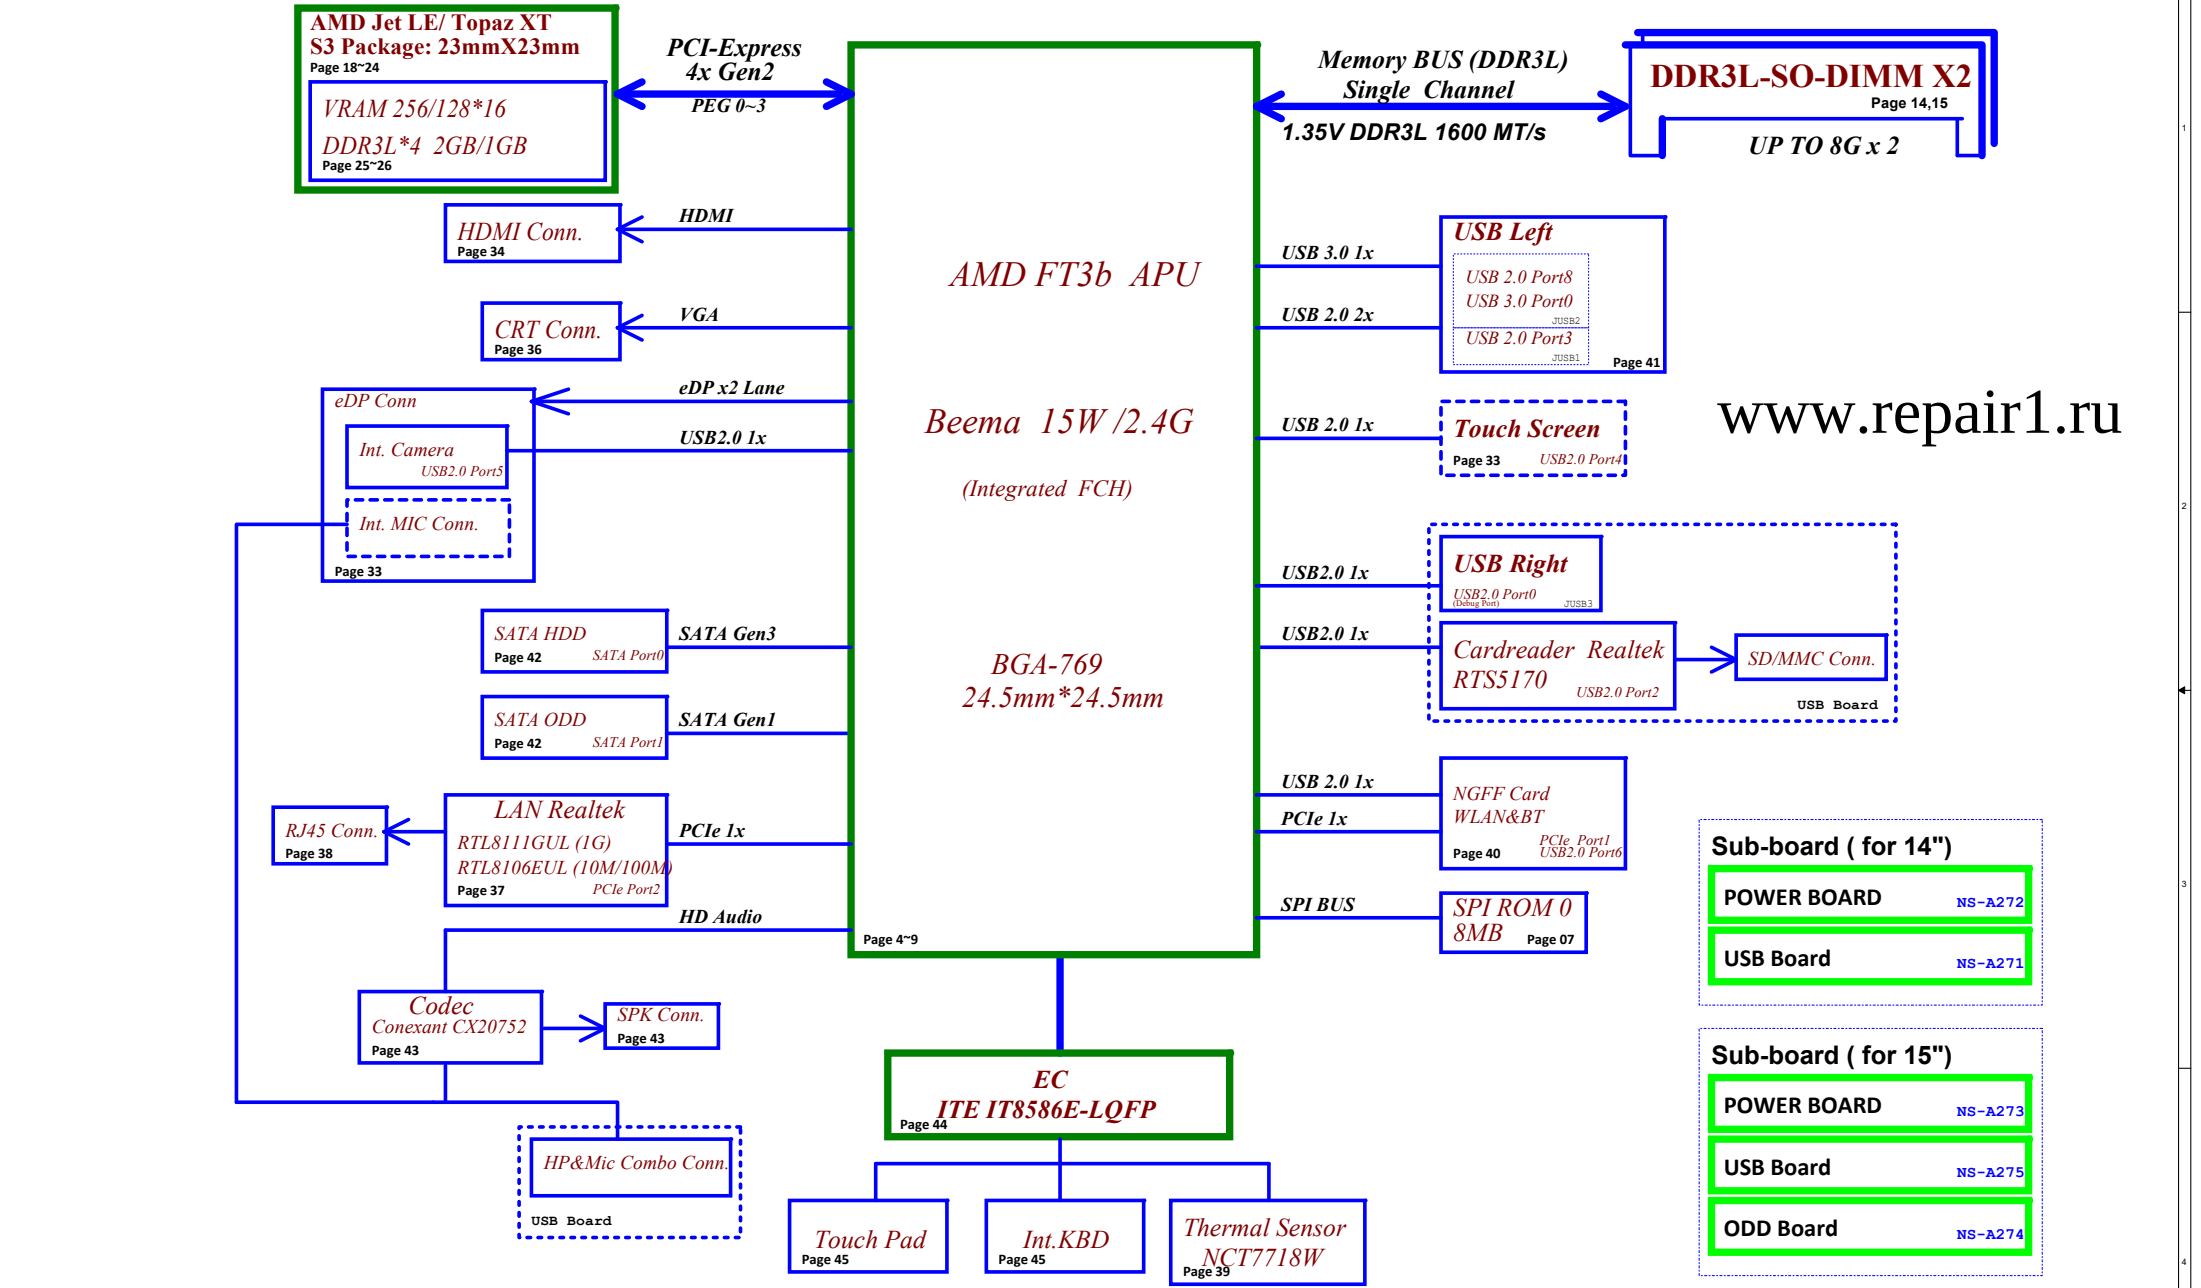 AMD Jet LE/ Topaz XT
S3 Package: 23mmX23mm
Page 18~24
VRAM 256/128*16
DDR3L*4 2GB/1GB
Page 25~26
PCI-Express
4x Gen2
PEG 0~3
Memory BUS (DDR3L)
Single Channel
1.35V DDR3L 1600 MT/s
DDR3L-SO-DIMM X2
Page 14,15
UP TO 8G x 2
HDMI Conn.
Page 34
HDMI
CRT Conn.
Page 36
VGA
eDP Conn
eDP x2 Lane
Int. Camera
USB2.0 Port5
USB2.0 1x
Int. MIC Conn.
Page 33
SATA HDD
Page 42
SATA Port0
SATA Gen3
SATA ODD
Page 42
SATA Port1
SATA Gen1
RJ45 Conn.
Page 38
LAN Realtek
RTL8111GUL (1G)
RTL8106EUL (10M/100M)
Page 37
PCIe Port2
PCIe 1x
HD Audio
Codec
Conexant CX20752
Page 43
SPK Conn.
Page 43
HP&Mic Combo Conn.
USB Board
AMD FT3b APU
Beema 15W /2.4G
(Integrated FCH)
BGA-769
24.5mm*24.5mm
Page 4~9
EC
ITE IT8586E-LQFP
Page 44
Touch Pad
Page 45
Int.KBD
Page 45
Thermal Sensor
NCT7718W
Page 39
USB 3.0 1x
USB 2.0 2x
USB Left
USB 2.0 Port8
USB 3.0 Port0
JUSB2
USB 2.0 Port3
JUSB1
Page 41
USB 2.0 1x
Touch Screen
Page 33
USB2.0 Port4
www.repair1.ru
USB2.0 1x
USB Right
USB2.0 Port0
(Debug Port)
JUSB3
USB2.0 1x
Cardreader Realtek
RTS5170
USB2.0 Port2
SD/MMC Conn.
USB Board
USB 2.0 1x
PCIe 1x
NGFF Card
WLAN&BT
PCIe Port1
USB2.0 Port6
Page 40
SPI BUS
SPI ROM 0
8MB
Page 07
Sub-board ( for 14")
POWER BOARD
NS-A272
USB Board
NS-A271
Sub-board ( for 15")
POWER BOARD
NS-A273
USB Board
NS-A275
ODD Board
NS-A274
1
2
3
4